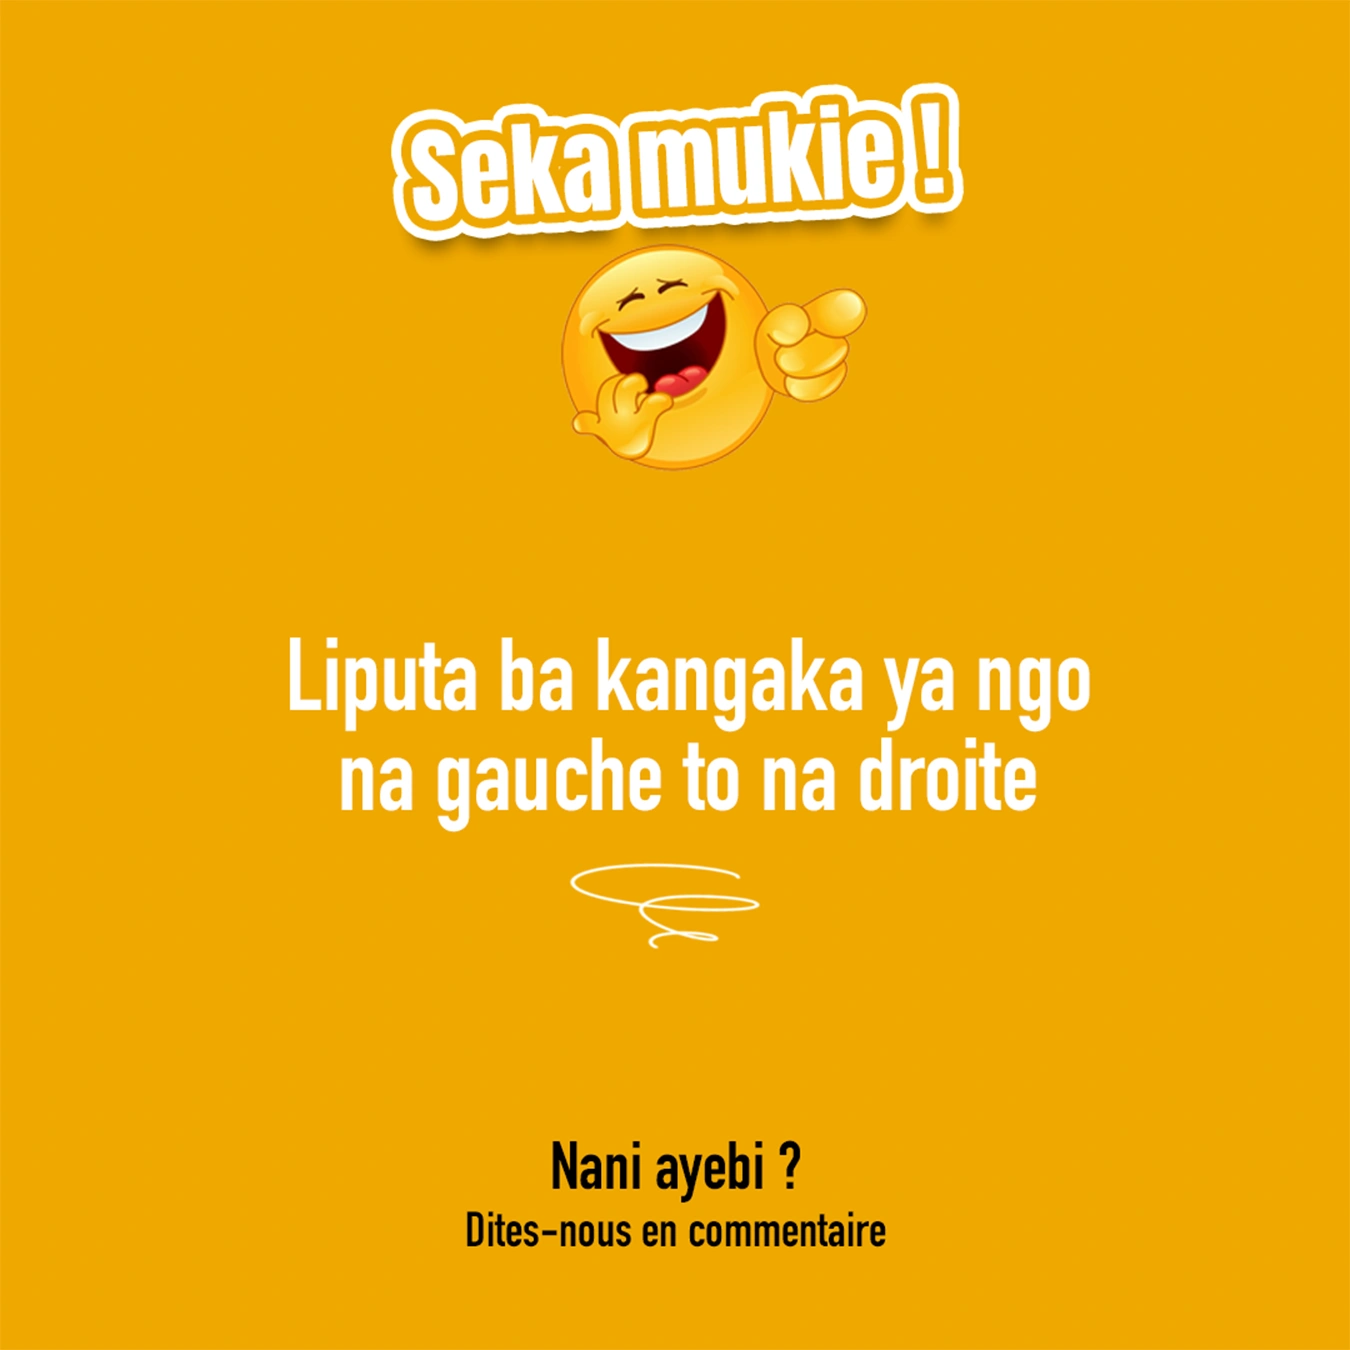 Seka mukie !
Liputa ba kangaka ya ngo
na gauche to na droite
Nani ayebi ?
Dites-nous en commentaire